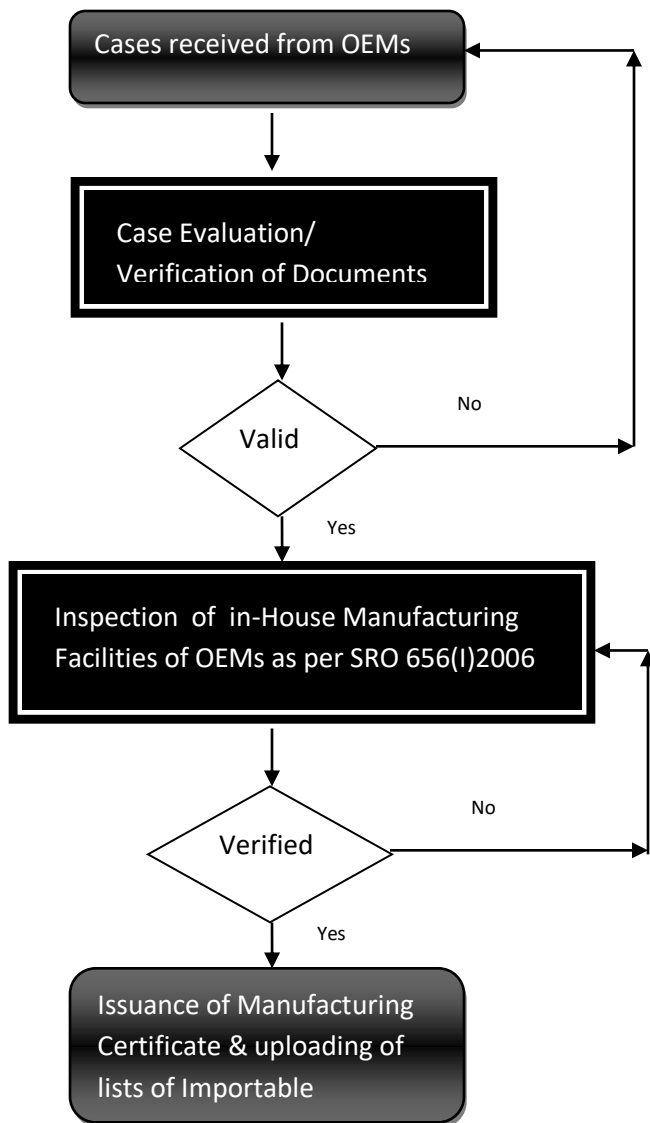 Cases received from OEMs
Case Evaluation/
Verification of Documents
No
Valid
Yes
Inspection of in-House Manufacturing
Facilities of OEMs as per SRO 656(I)2006
No
Verified
Yes
Issuance of Manufacturing
Certificate & uploading of
lists of Importable